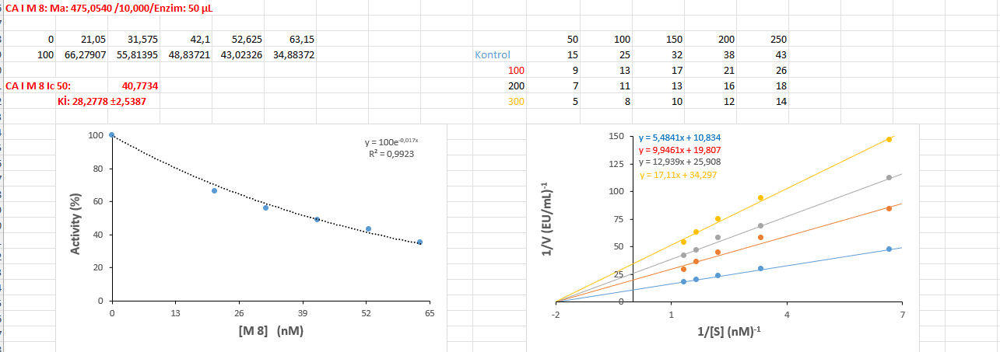 CA I M 8: Ma: 475,0540 /10,000/Enzim: 50 µL
0 21,05 31,575 42,1 52,625 63,15 50 100 150 200 250
100 66,27907 55,81395 48,83721 43,02326 34,88372 Kontrol 15 25 32 38 43
100 9 13 17 21 26
CA I M 8 Ic 50: 40,7734 200 7 11 13 16 18
Kİ: 28,2778 ±2,5387 300 5 8 10 12 14
y = 100e-0,017x
R² = 0,9923
100
80
60
40
20
0
Activity (%)
0 13 26 39 52 65
[M 8] (nM)
y = 5,4841x + 10,834
y = 9,9461x + 19,807
y = 12,939x + 25,908
y = 17,11x + 34,297
150
125
100
75
50
25
0
1/V (EU/mL)-1
-2 1 4 7
1/[S] (nM)-1